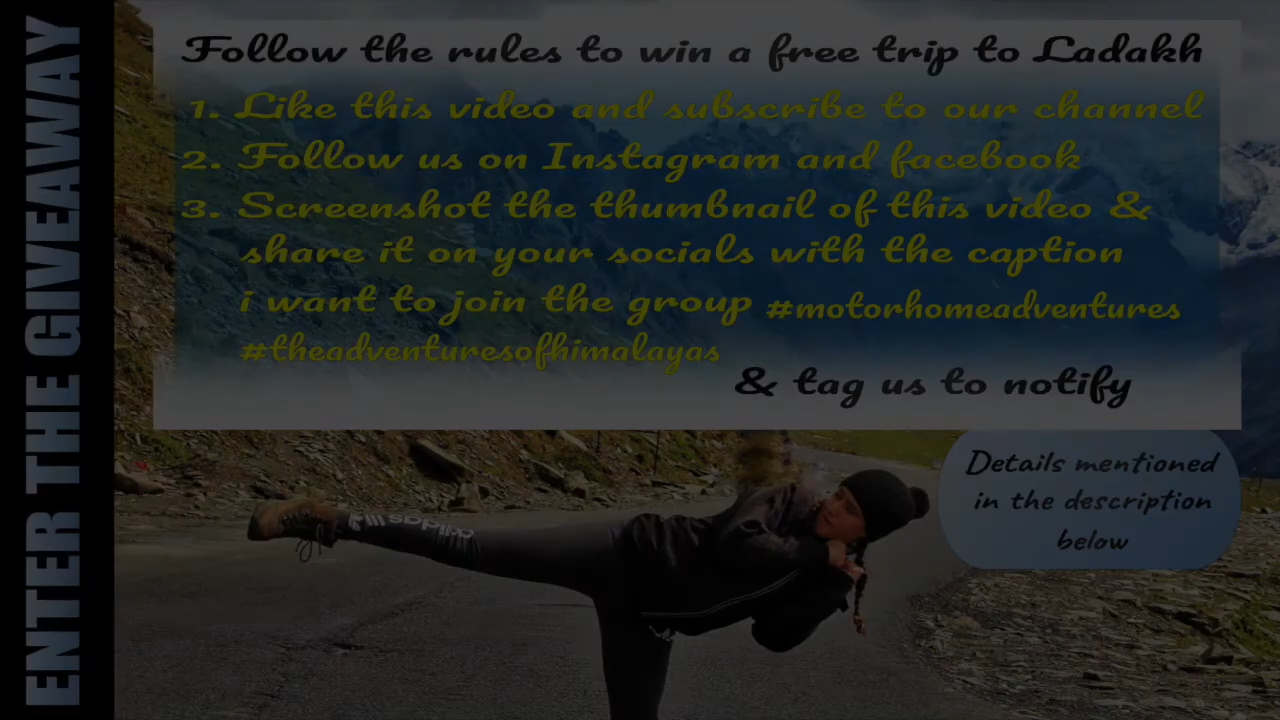 ENTER THE GIVEAWAY
Follow the rules to win a free trip to Ladakh
1. Like this video and subscribe to our channel
2. Follow us on Instagram and facebook
3. Screenshot the thumbnail of this video &
share it on your socials with the caption
i want to join the group #motorhomeadventures
#theadventuresofhimalayas
& tag us to notify
Details mentioned
in the description
below
adidas